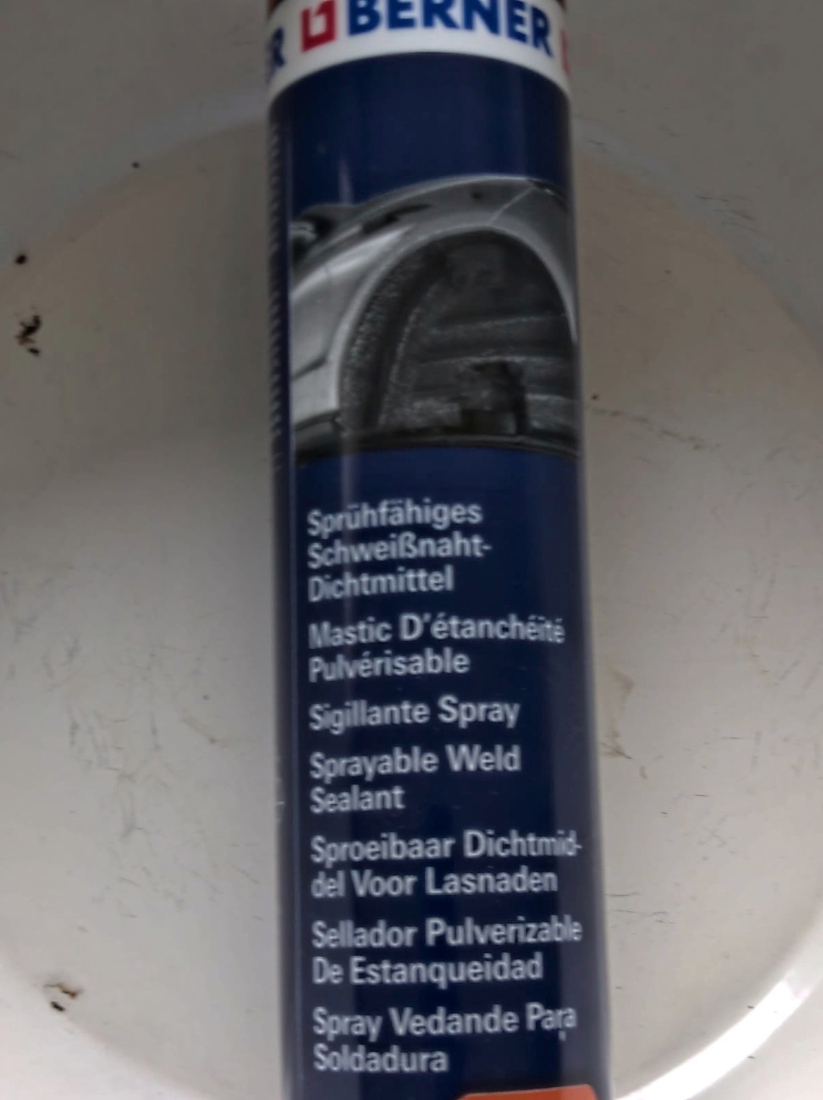 R BERNER
Sprühfähiges
Schweißnaht-
Dichtmittel
Mastic D'étanchéité
Pulvérisable
Sigillante Spray
Sprayable Weld
Sealant
Sproeibaar Dichtmid-
del Voor Lasnaden
Sellador Pulverizable
De Estanqueidad
Spray Vedande Para
Soldadura